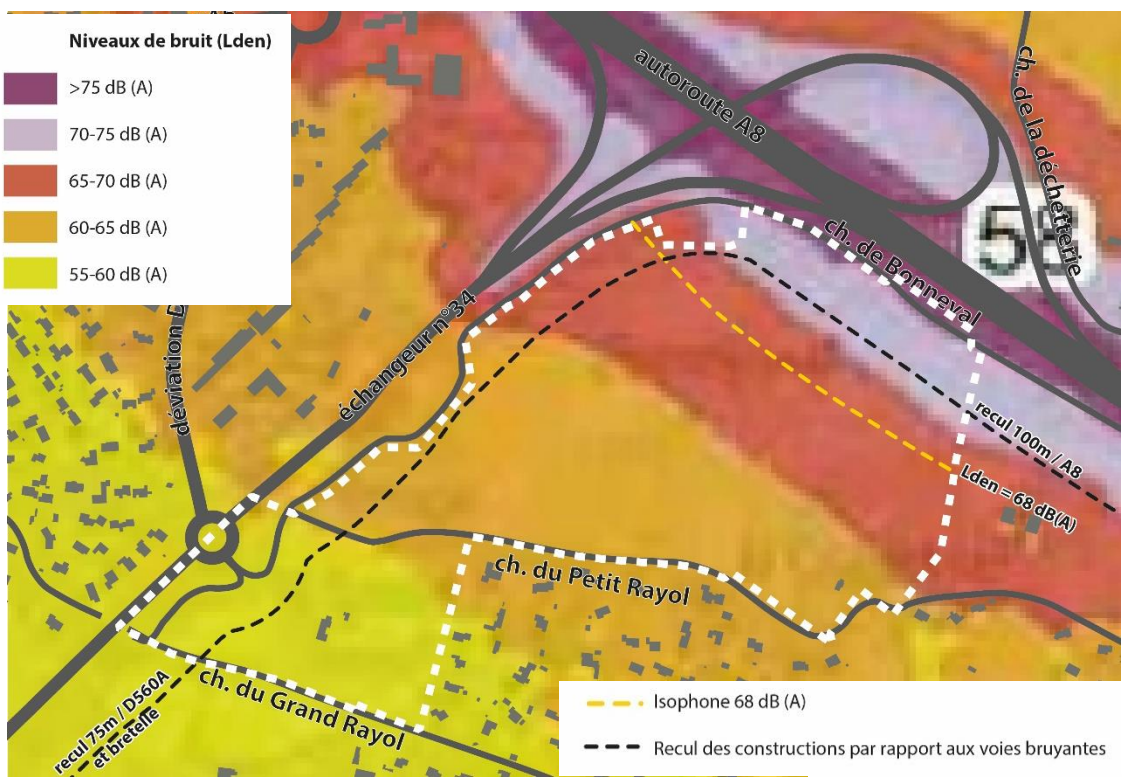 Niveaux de bruit (Lden)
>75 dB (A)
70-75 dB (A)
65-70 dB (A)
60-65 dB (A)
55-60 dB (A)
autoroute A8
ch. de la déchetterie
ch. de Bonneval
échangeur n°34
déviation D
recul 100m / A8
Lden = 68 dB(A)
ch. du Petit Rayol
ch. du Grand Rayol
recul 75m / D560A
et bretelle
Isophone 68 dB (A)
Recul des constructions par rapport aux voies bruyantes